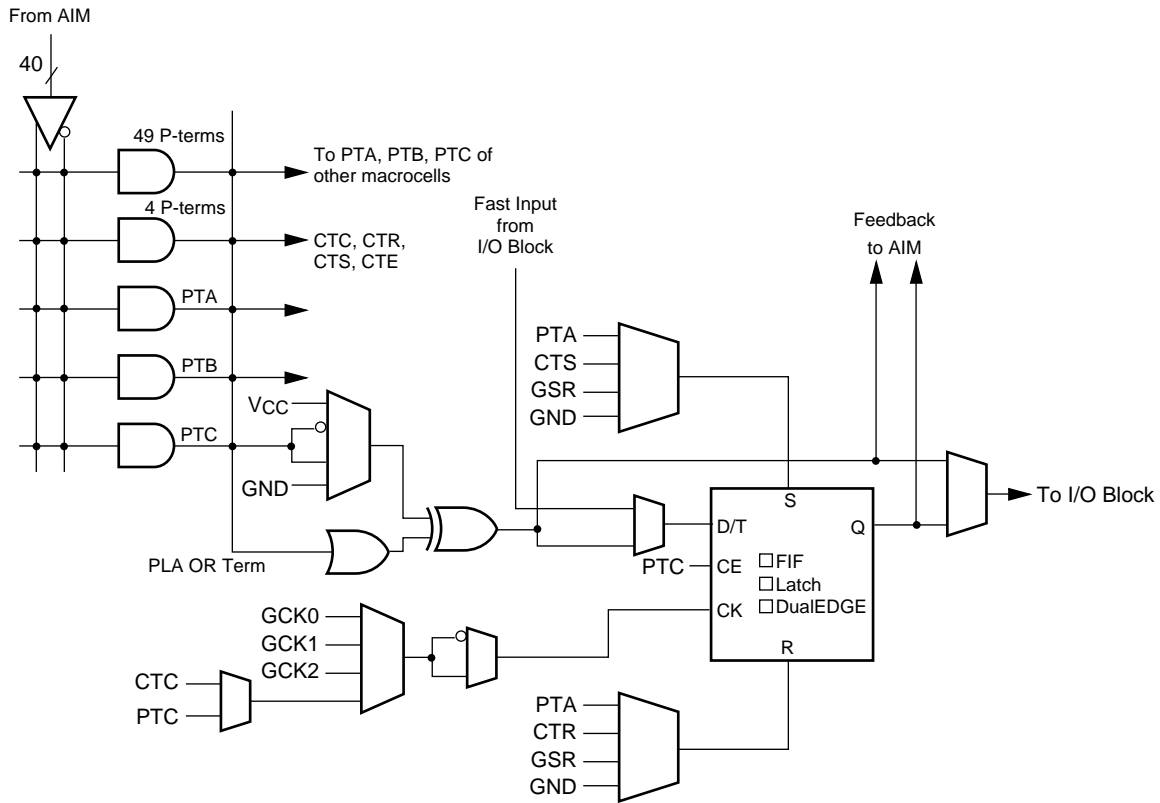 From AIM
40
49 P-terms
To PTA, PTB, PTC of
other macrocells
4 P-terms
CTC, CTR,
CTS, CTE
Fast Input
from
I/O Block
Feedback
to AIM
PTA
PTB
PTC
VCC
GND
PLA OR Term
PTA
CTS
GSR
GND
S
D/T
Q
PTC
CE
CK
FIF
Latch
DualEDGE
R
To I/O Block
GCK0
GCK1
GCK2
CTC
PTC
PTA
CTR
GSR
GND